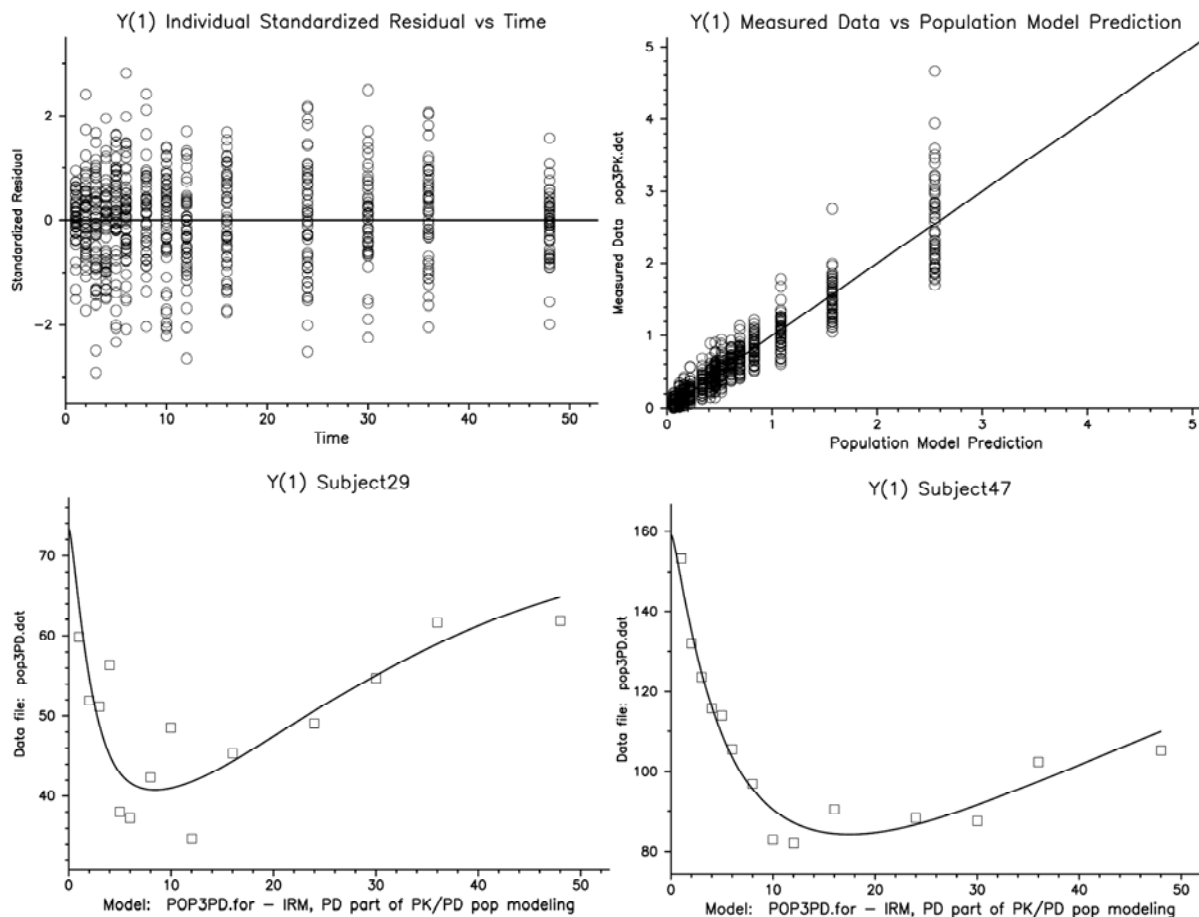 Y(1) Individual Standardized Residual vs Time
Standardized Residual
2
0
-2
0 10 20 30 40 50
Time
Y(1) Measured Data vs Population Model Prediction
Measured Data pop3PK.dat
5
4
3
2
1
0
0 1 2 3 4 5
Population Model Prediction
Y(1) Subject29
Data file: pop3PD.dat
70
60
50
40
0 10 20 30 40 50
Model: POP3PD.for - IRM, PD part of PK/PD pop modeling
Y(1) Subject47
Data file: pop3PD.dat
160
140
120
100
80
0 10 20 30 40 50
Model: POP3PD.for - IRM, PD part of PK/PD pop modeling